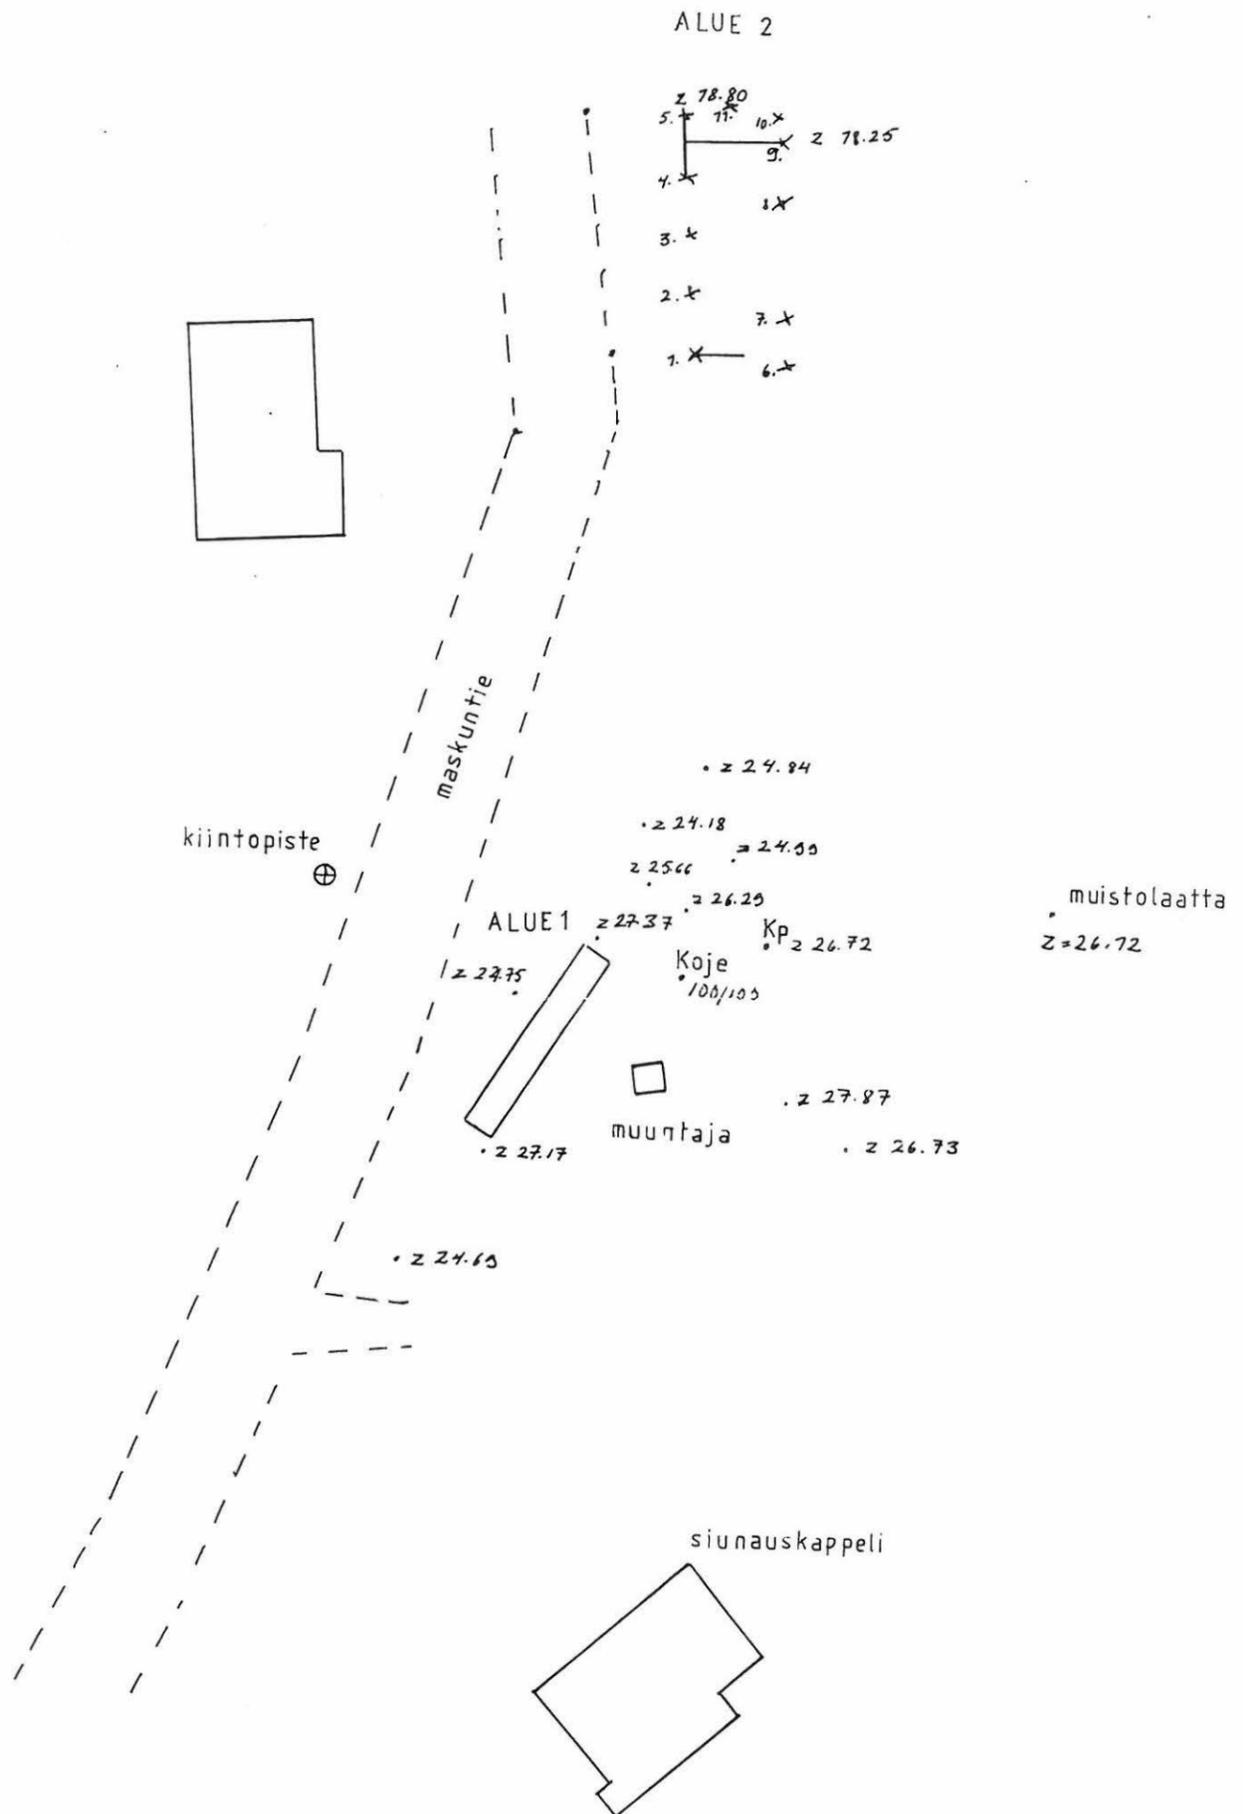 ALUE 2
z 78.80
5.
11.
10.
z 78.25
9.
4.
8
3.
2.
7.
1.
6.
maskuntie
z 24.84
kiintopiste
z 24.18
z 24.99
z 25.66
z 26.29
muistolaatta
ALUE 1
z 27.37
Kp z 26.72
z = 26.72
Koje
z 27.75
z 27.87
muuntaja
z 27.17
z 26.73
z 24.69
siunauskappeli